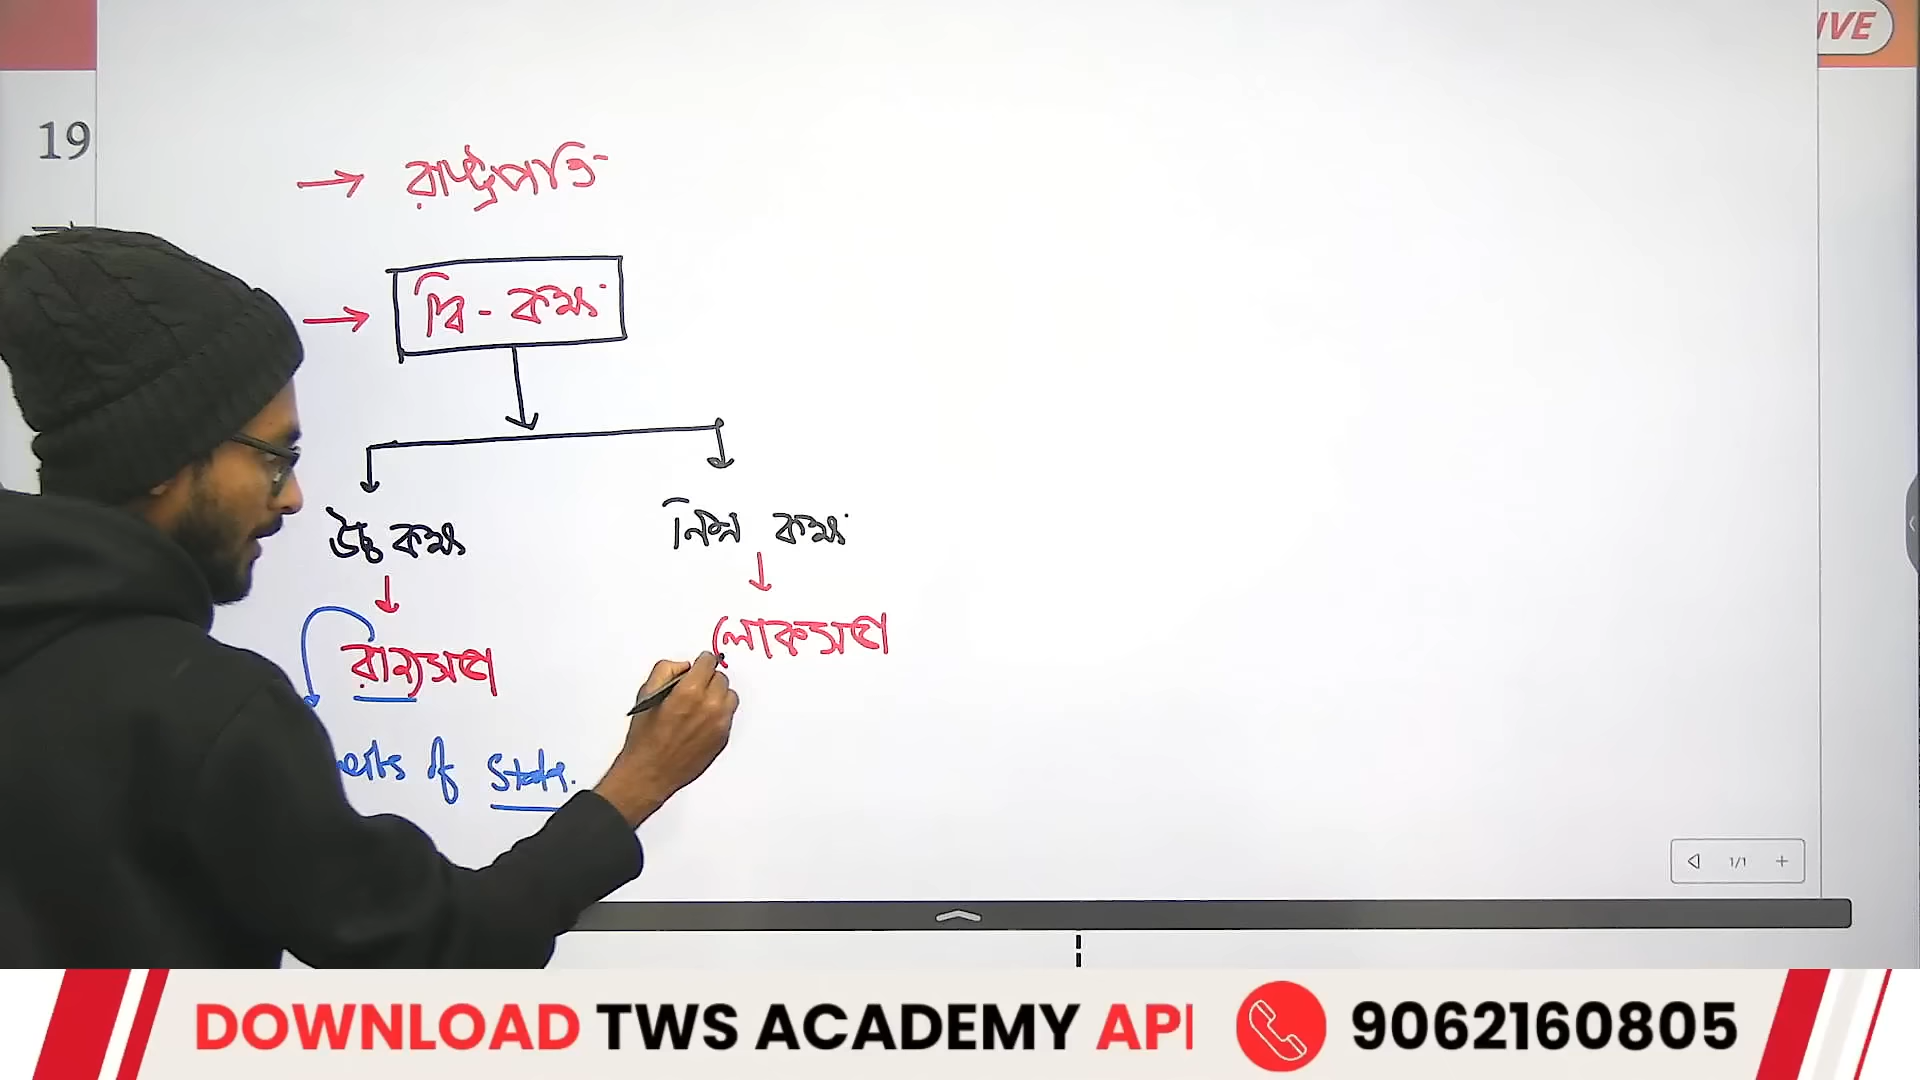 IVE
19
→ রাষ্ট্রপতি
→ দ্বি - কক্ষ
উচ্চ কক্ষ নিম্ন কক্ষ
রাজ্যসভা লোকসভা
of State.
1/1 +
DOWNLOAD TWS ACADEMY APP 9062160805